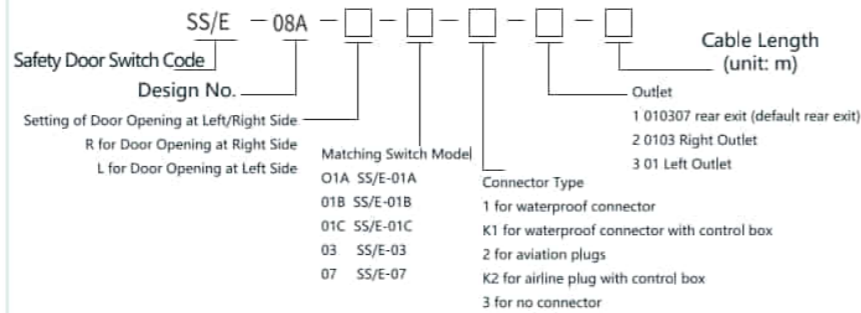 SS/E - 08A - □ - □ - □ - □ - □
Safety Door Switch Code
Design No.
Setting of Door Opening at Left/Right Side
R for Door Opening at Right Side
L for Door Opening at Left Side
Matching Switch Model
O1A SS/E-01A
01B SS/E-01B
01C SS/E-01C
03 SS/E-03
07 SS/E-07
Connector Type
1 for waterproof connector
K1 for waterproof connector with control box
2 for aviation plugs
K2 for airline plug with control box
3 for no connector
Outlet
1 010307 rear exit (default rear exit)
2 0103 Right Outlet
3 01 Left Outlet
Cable Length
(unit: m)